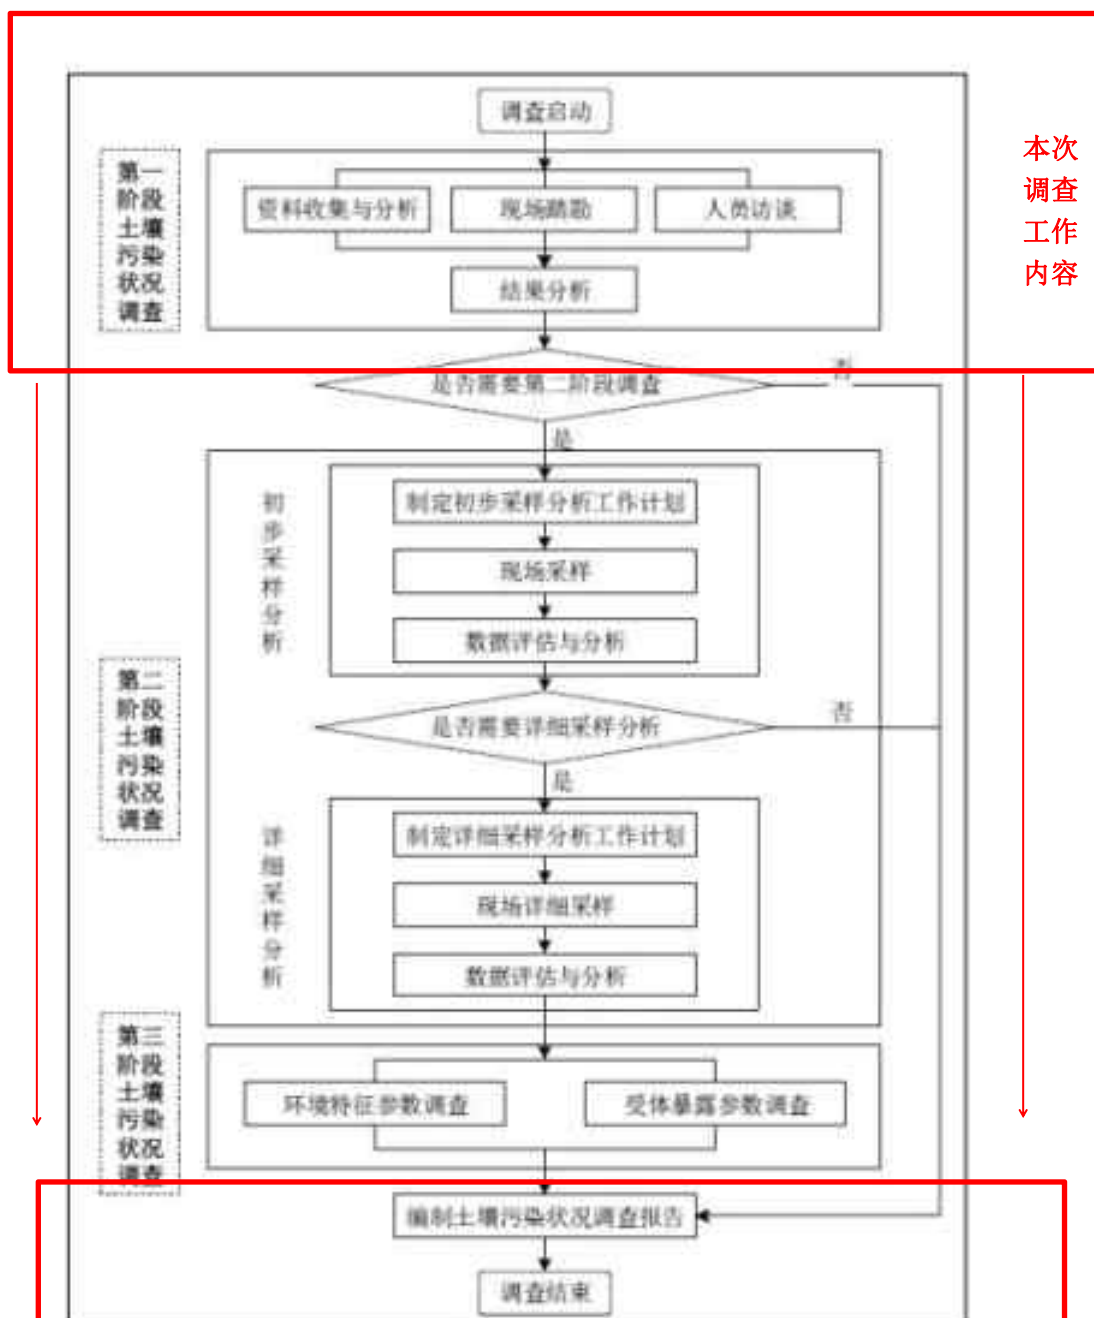 调查启动
本次
调查
工作
内容
第一
阶段
土壤
污染
状况
调查
资料收集与分析
现场踏勘
人员访谈
结果分析
是否需要第二阶段调查
否
是
初
步
采
样
分
析
制定初步采样分析工作计划
现场采样
数据评估与分析
第二
阶段
土壤
污染
状况
调查
是否需要详细采样分析
否
是
详
细
采
样
分
析
制定详细采样分析工作计划
现场详细采样
数据评估与分析
第三
阶段
土壤
污染
状况
调查
环境特征参数调查
受体暴露参数调查
编制土壤污染状况调查报告
调查结束